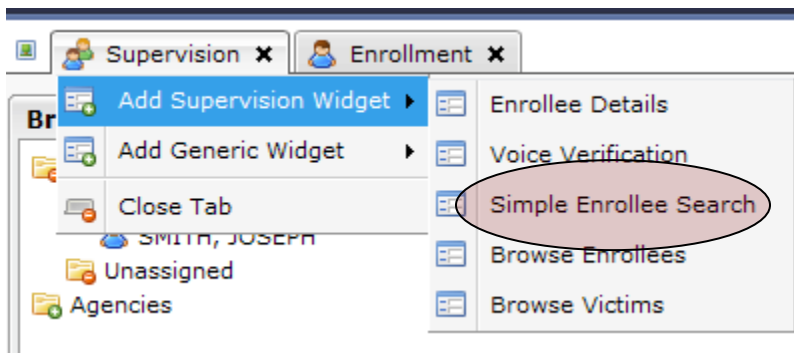 Supervision Enrollment
Br
Add Supervision Widget
Add Generic Widget
Close Tab
Enrollee Details
Voice Verification
Simple Enrollee Search
Browse Enrollees
Browse Victims
SMITH, JOSEPH
Unassigned
Agencies